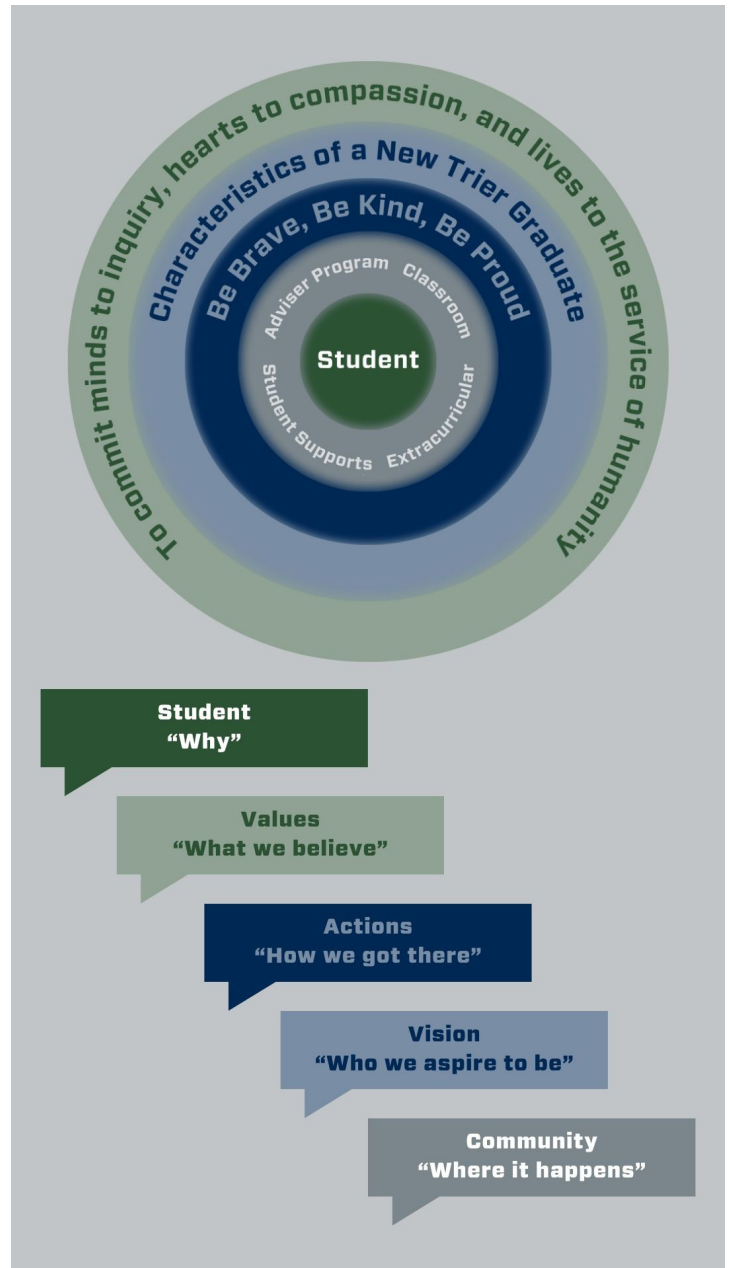 To commit minds to inquiry, hearts to compassion, and lives to the service of humanity
Characteristics of a New Trier Graduate
Be Brave, Be Kind, Be Proud
Adviser Program
Classroom
Student
Student Supports
Extracurricular
Student
“Why”
Values
“What we believe”
Actions
“How we got there”
Vision
“Who we aspire to be”
Community
“Where it happens”